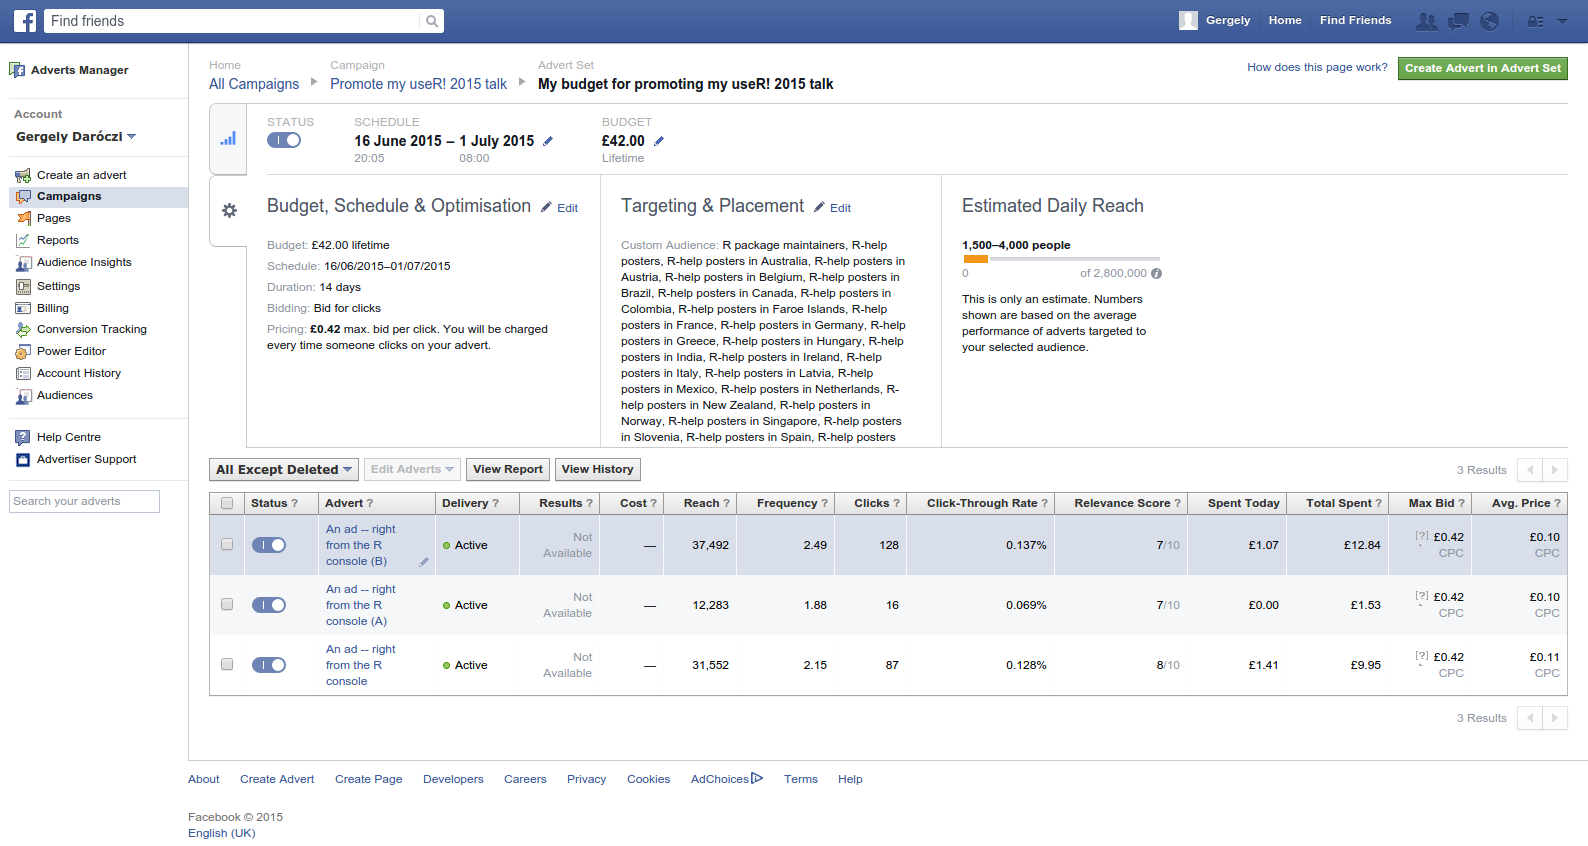 Find friends
Gergely Home Find Friends
Adverts Manager
Account
Gergely Daróczi
Create an advert
Campaigns
Pages
Reports
Audience Insights
Settings
Billing
Conversion Tracking
Power Editor
Account History
Audiences
Help Centre
Advertiser Support
Search your adverts
Home Campaign Advert Set
All Campaigns Promote my useR! 2015 talk My budget for promoting my useR! 2015 talk
How does this page work? Create Advert in Advert Set
STATUS SCHEDULE BUDGET
16 June 2015 – 1 July 2015 £42.00
20:05 08:00 Lifetime
Budget, Schedule & Optimisation Edit
Budget: £42.00 lifetime
Schedule: 16/06/2015–01/07/2015
Duration: 14 days
Bidding: Bid for clicks
Pricing: £0.42 max. bid per click. You will be charged
every time someone clicks on your advert.
Targeting & Placement Edit
Custom Audience: R package maintainers, R-help
posters, R-help posters in Australia, R-help posters in
Austria, R-help posters in Belgium, R-help posters in
Brazil, R-help posters in Canada, R-help posters in
Colombia, R-help posters in Faroe Islands, R-help
posters in France, R-help posters in Germany, R-help
posters in Greece, R-help posters in Hungary, R-help
posters in India, R-help posters in Ireland, R-help
posters in Italy, R-help posters in Latvia, R-help
posters in Mexico, R-help posters in Netherlands, R-
help posters in New Zealand, R-help posters in
Norway, R-help posters in Singapore, R-help posters
in Slovenia, R-help posters in Spain, R-help posters
Estimated Daily Reach
1,500–4,000 people
0 of 2,800,000
This is only an estimate. Numbers
shown are based on the average
performance of adverts targeted to
your selected audience.
All Except Deleted Edit Adverts View Report View History 3 Results
Status ? Advert ? Delivery ? Results ? Cost ? Reach ? Frequency ? Clicks ? Click-Through Rate ? Relevance Score ? Spent Today Total Spent ? Max Bid ? Avg. Price ?
An ad -- right
from the R
console (B)
Active Not
Available — 37,492 2.49 128 0.137% 7/10 £1.07 £12.84 [?] £0.42 £0.10
CPC CPC
An ad -- right
from the R
console (A)
Active Not
Available — 12,283 1.88 16 0.069% 7/10 £0.00 £1.53 [?] £0.42 £0.10
CPC CPC
An ad -- right
from the R
console
Active Not
Available — 31,552 2.15 87 0.128% 8/10 £1.41 £9.95 [?] £0.42 £0.11
CPC CPC
3 Results
About Create Advert Create Page Developers Careers Privacy Cookies AdChoices Terms Help
Facebook © 2015
English (UK)